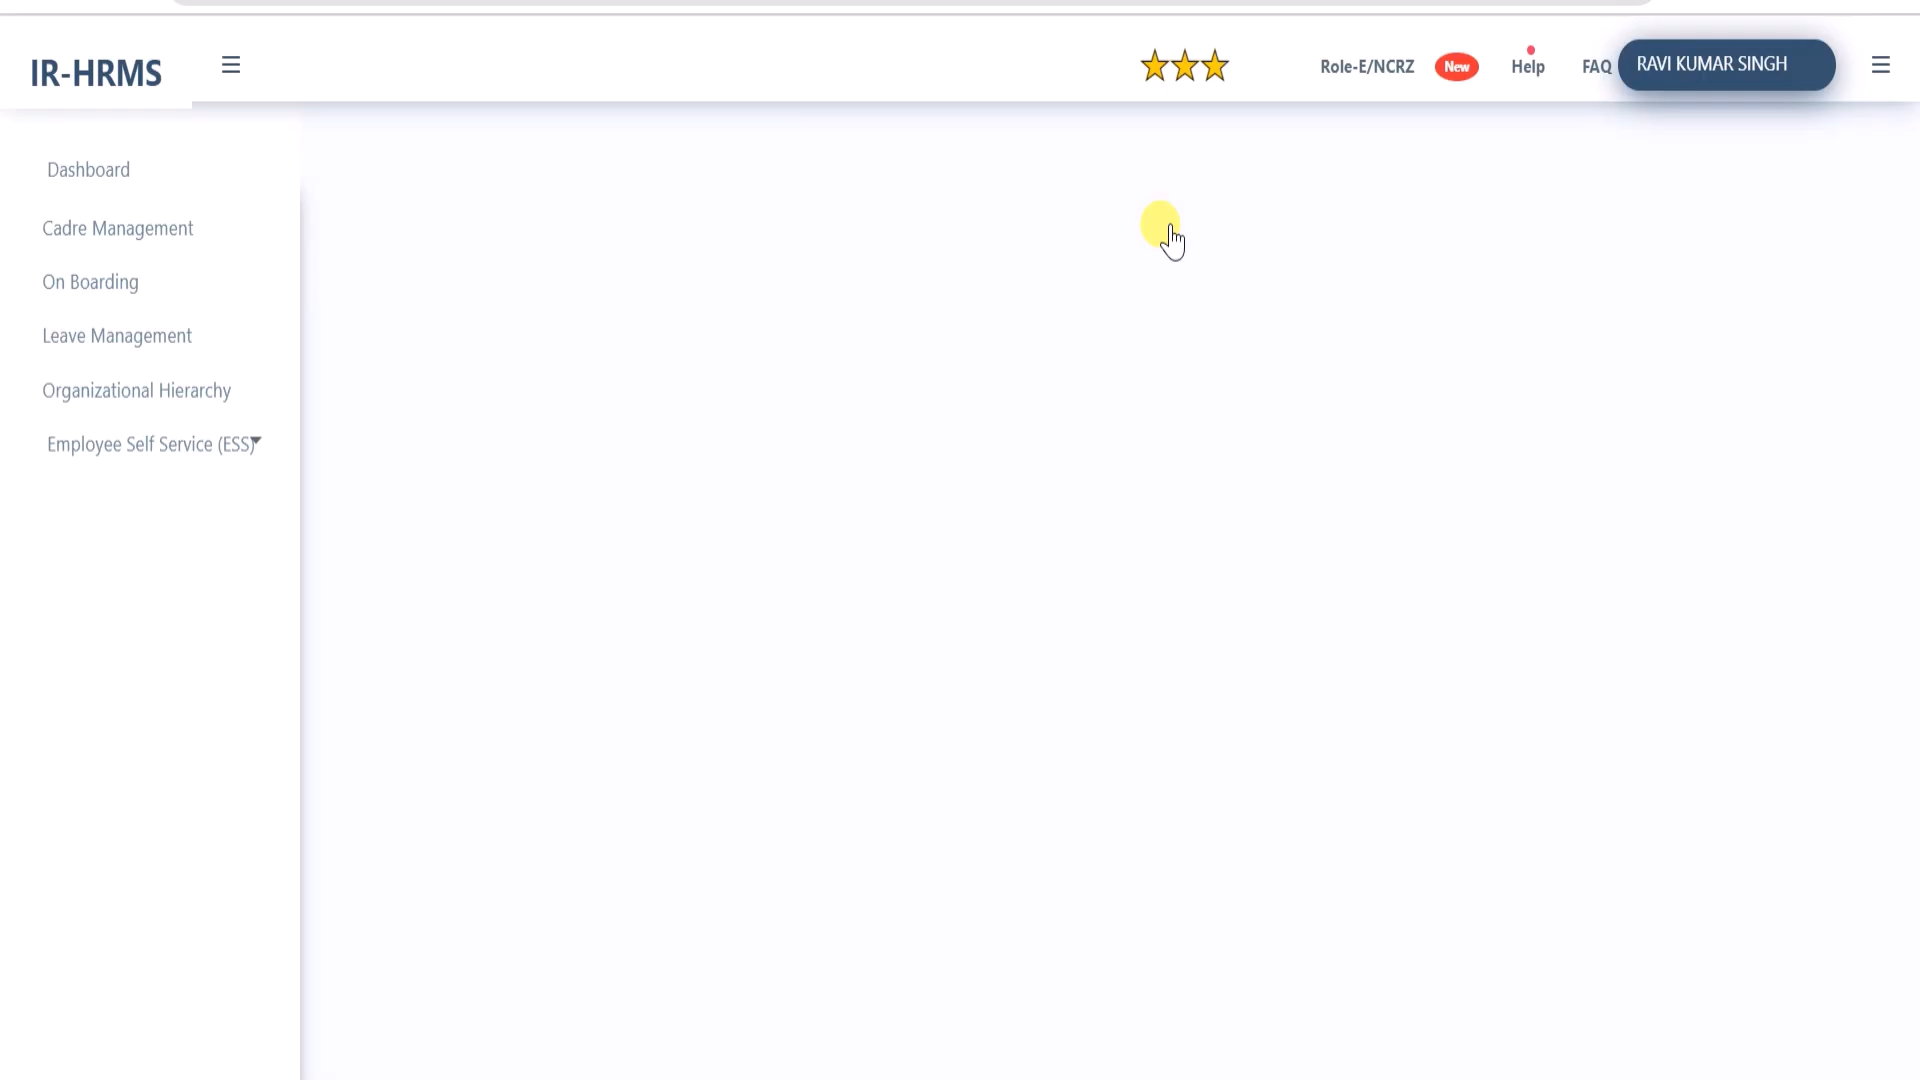 IR-HRMS
Role-E/NCRZ New Help FAQ RAVI KUMAR SINGH
Dashboard
Cadre Management
On Boarding
Leave Management
Organizational Hierarchy
Employee Self Service (ESS)